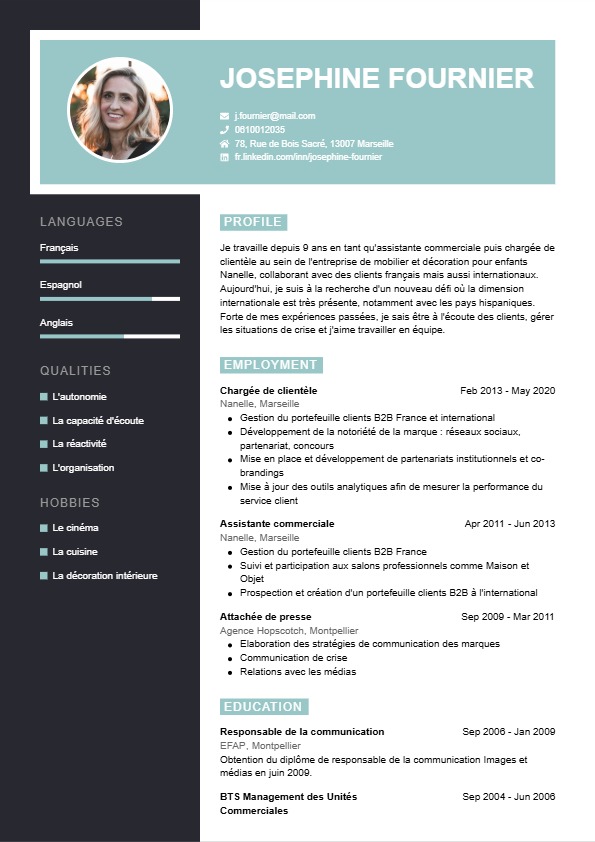 JOSEPHINE FOURNIER
j.fournier@mail.com
0610012035
78, Rue de Bois Sacré, 13007 Marseille
fr.linkedin.com/inn/josephine-fournier
LANGUAGES
Français
Espagnol
Anglais
QUALITIES
L'autonomie
La capacité d'écoute
La réactivité
L'organisation
HOBBIES
Le cinéma
La cuisine
La décoration intérieure
PROFILE
Je travaille depuis 9 ans en tant qu'assistante commerciale puis chargée de
clientèle au sein de l'entreprise de mobilier et décoration pour enfants
Nanelle, collaborant avec des clients français mais aussi internationaux.
Aujourd'hui, je suis à la recherche d'un nouveau défi où la dimension
internationale est très présente, notamment avec les pays hispaniques.
Forte de mes expériences passées, je sais être à l'écoute des clients, gérer
les situations de crise et j'aime travailler en équipe.
EMPLOYMENT
Chargée de clientèle Feb 2013 - May 2020
Nanelle, Marseille
• Gestion du portefeuille clients B2B France et international
• Développement de la notoriété de la marque : réseaux sociaux,
partenariat, concours
• Mise en place et développement de partenariats institutionnels et co-
brandings
• Mise à jour des outils analytiques afin de mesurer la performance du
service client
Assistante commerciale Apr 2011 - Jun 2013
Nanelle, Marseille
• Gestion du portefeuille clients B2B France
• Suivi et participation aux salons professionnels comme Maison et
Objet
• Prospection et création d'un portefeuille clients B2B à l'international
Attachée de presse Sep 2009 - Mar 2011
Agence Hopscotch, Montpellier
• Elaboration des stratégies de communication des marques
• Communication de crise
• Relations avec les médias
EDUCATION
Responsable de la communication Sep 2006 - Jan 2009
EFAP, Montpellier
Obtention du diplôme de responsable de la communication Images et
médias en juin 2009.
BTS Management des Unités Sep 2004 - Jun 2006
Commerciales